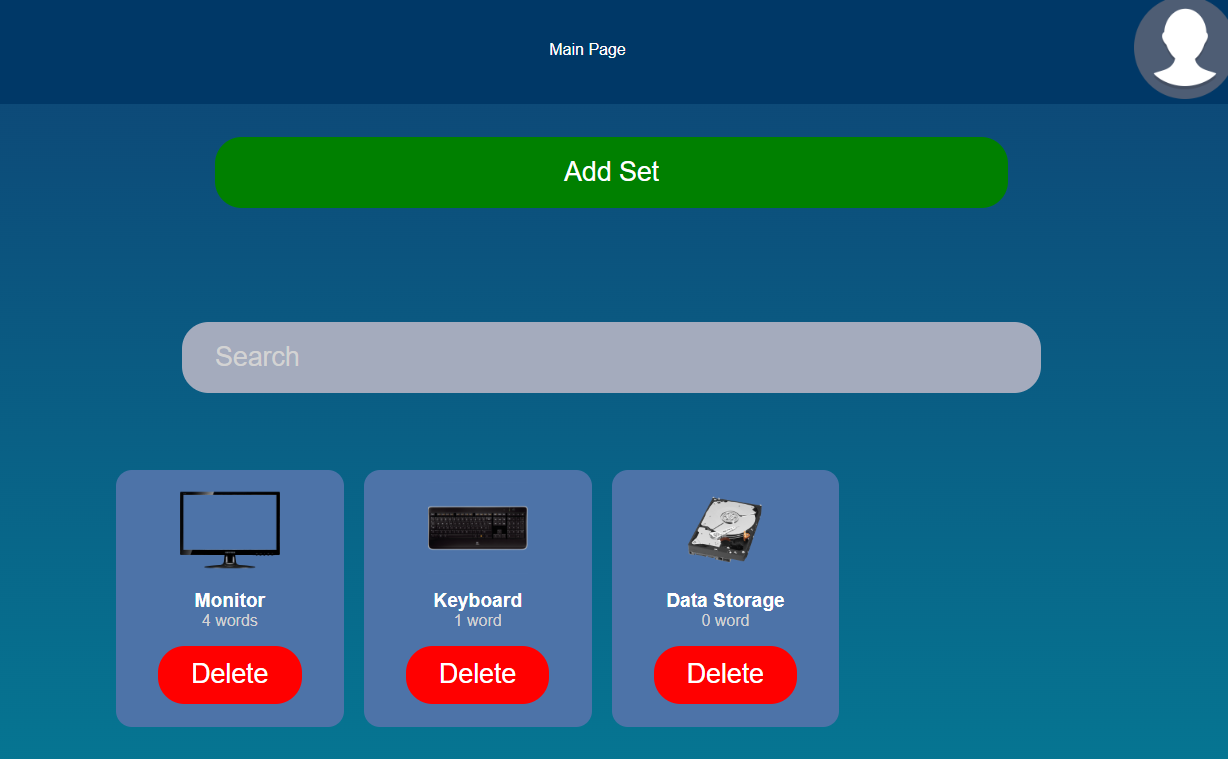 Main Page
Add Set
Search
Monitor
4 words
Delete
Keyboard
1 word
Delete
Data Storage
0 word
Delete